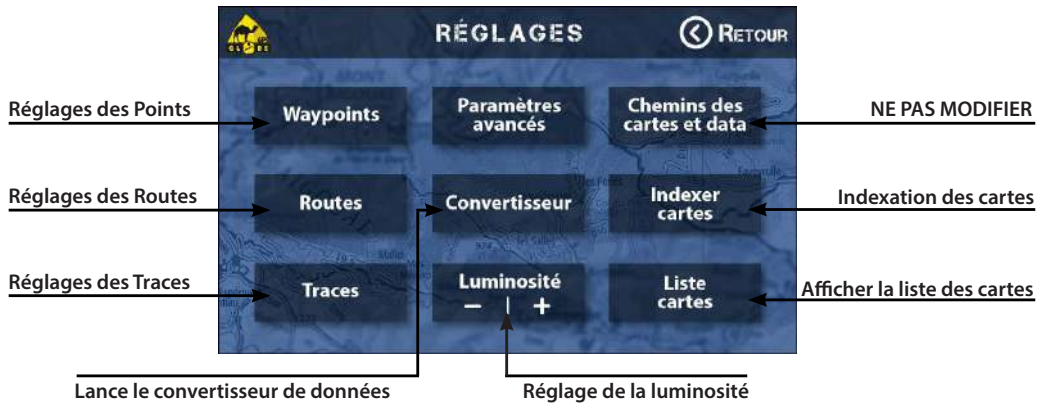 GLOBE
RÉGLAGES
RETOUR
Réglages des Points
Waypoints
Paramètres
avancés
Chemins des
cartes et data
NE PAS MODIFIER
Réglages des Routes
Routes
Convertisseur
Indexer
cartes
Indexation des cartes
Réglages des Traces
Traces
Luminosité
– | +
Liste
cartes
Afficher la liste des cartes
Lance le convertisseur de données
Réglage de la luminosité